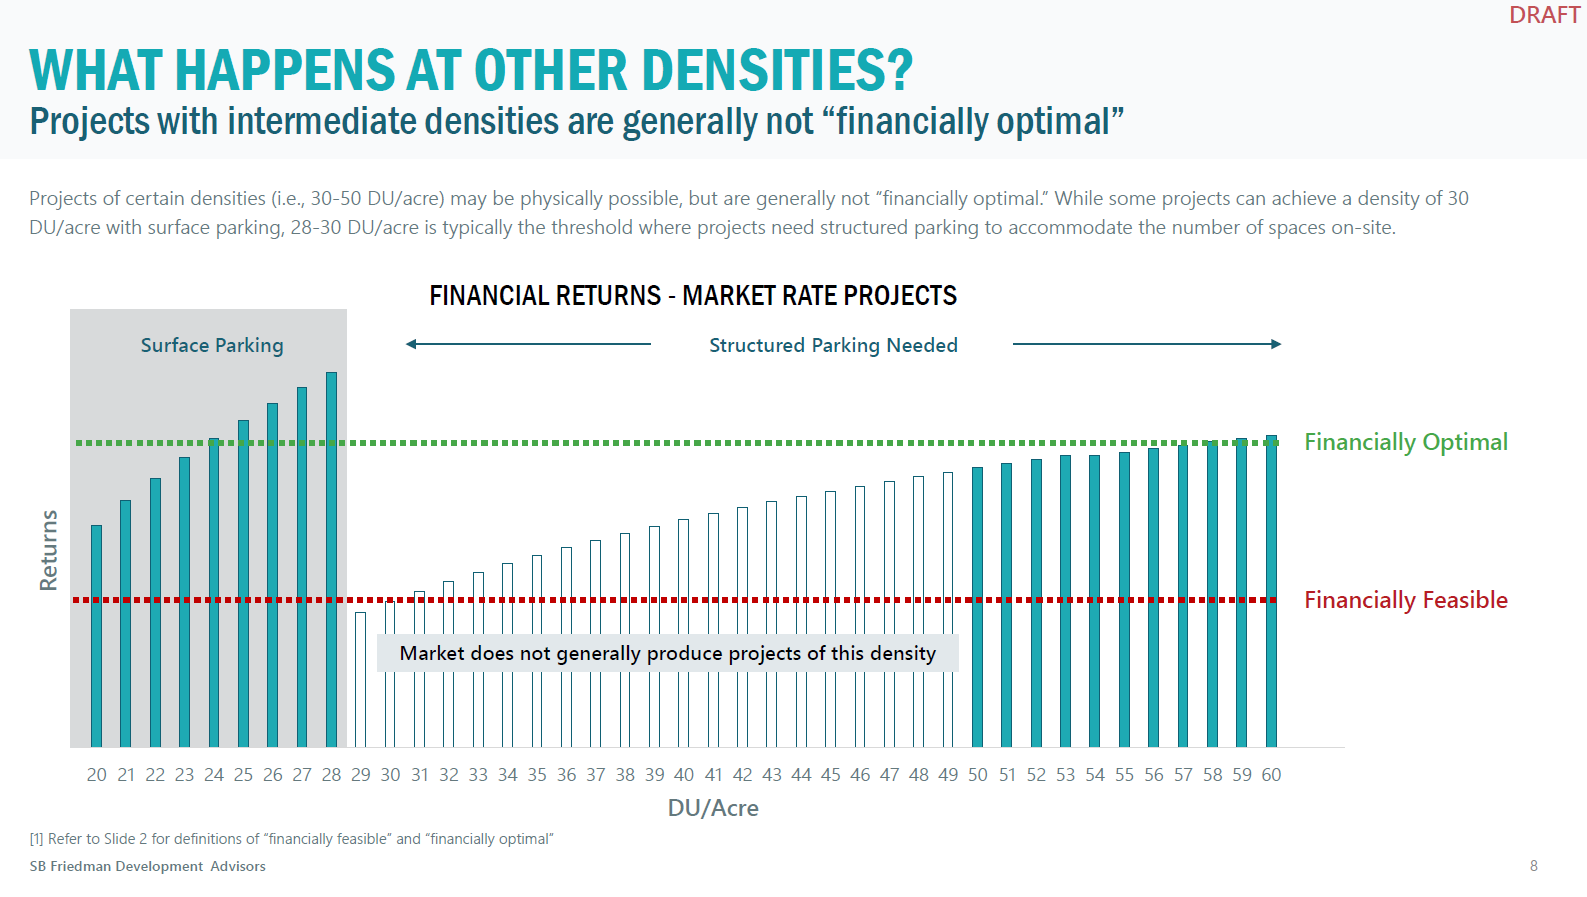 DRAFT
WHAT HAPPENS AT OTHER DENSITIES?
Projects with intermediate densities are generally not “financially optimal”
Projects of certain densities (i.e., 30-50 DU/acre) may be physically possible, but are generally not “financially optimal.” While some projects can achieve a density of 30
DU/acre with surface parking, 28-30 DU/acre is typically the threshold where projects need structured parking to accommodate the number of spaces on-site.
FINANCIAL RETURNS - MARKET RATE PROJECTS
Surface Parking
Structured Parking Needed
Financially Optimal
Returns
Financially Feasible
Market does not generally produce projects of this density
20 21 22 23 24 25 26 27 28 29 30 31 32 33 34 35 36 37 38 39 40 41 42 43 44 45 46 47 48 49 50 51 52 53 54 55 56 57 58 59 60
DU/Acre
[1] Refer to Slide 2 for definitions of “financially feasible” and “financially optimal”
SB Friedman Development Advisors
8